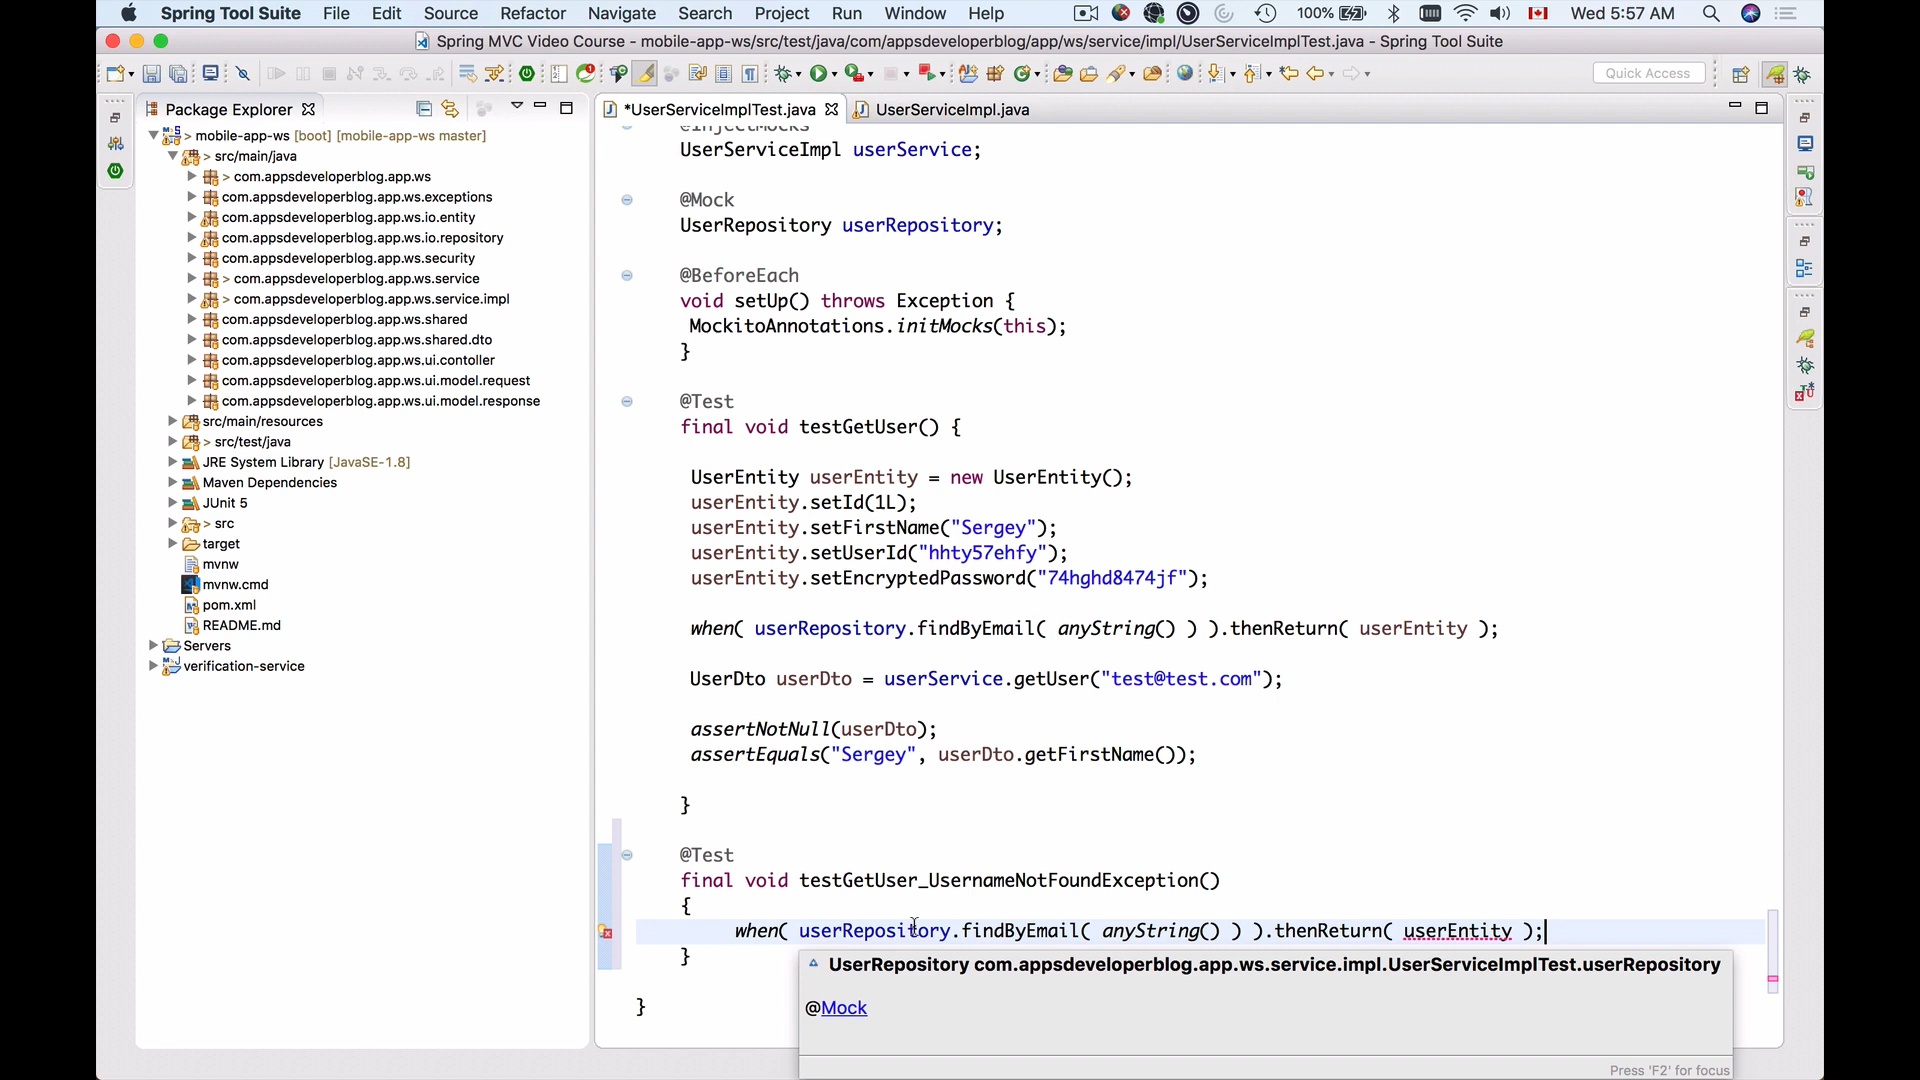 Spring Tool Suite File Edit Source Refactor Navigate Search Project Run Window Help 100% Wed 5:57 AM
Spring MVC Video Course - mobile-app-ws/src/test/java/com/appsdeveloperblog/app/ws/service/impl/UserServiceImplTest.java - Spring Tool Suite
Quick Access
Package Explorer
*UserServiceImplTest.java
UserServiceImpl.java
> mobile-app-ws [boot] [mobile-app-ws master]
> src/main/java
> com.appsdeveloperblog.app.ws
com.appsdeveloperblog.app.ws.exceptions
com.appsdeveloperblog.app.ws.io.entity
com.appsdeveloperblog.app.ws.io.repository
com.appsdeveloperblog.app.ws.security
> com.appsdeveloperblog.app.ws.service
> com.appsdeveloperblog.app.ws.service.impl
com.appsdeveloperblog.app.ws.shared
com.appsdeveloperblog.app.ws.shared.dto
com.appsdeveloperblog.app.ws.ui.contoller
com.appsdeveloperblog.app.ws.ui.model.request
com.appsdeveloperblog.app.ws.ui.model.response
src/main/resources
> src/test/java
JRE System Library [JavaSE-1.8]
Maven Dependencies
JUnit 5
> src
target
mvnw
mvnw.cmd
pom.xml
README.md
Servers
verification-service
@InjectMocks
UserServiceImpl userService;
@Mock
UserRepository userRepository;
@BeforeEach
void setUp() throws Exception {
MockitoAnnotations.initMocks(this);
}
@Test
final void testGetUser() {
UserEntity userEntity = new UserEntity();
userEntity.setId(1L);
userEntity.setFirstName("Sergey");
userEntity.setUserId("hhty57ehfy");
userEntity.setEncryptedPassword("74hghd8474jf");
when( userRepository.findByEmail( anyString() ) ).thenReturn( userEntity );
UserDto userDto = userService.getUser("test@test.com");
assertNotNull(userDto);
assertEquals("Sergey", userDto.getFirstName());
}
@Test
final void testGetUser_UsernameNotFoundException()
{
when( userRepository.findByEmail( anyString() ) ).thenReturn( userEntity );
}
UserRepository com.appsdeveloperblog.app.ws.service.impl.UserServiceImplTest.userRepository
@Mock
}
Press 'F2' for focus